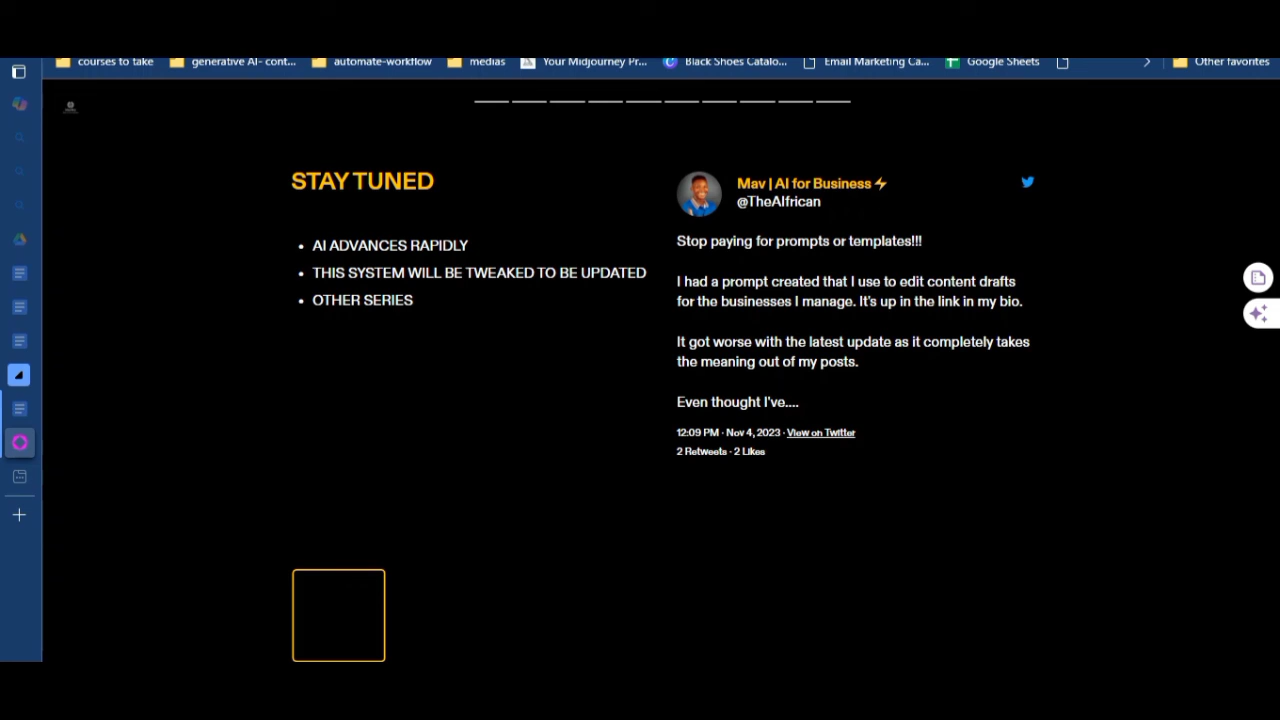 courses to take
generative AI- cont...
automate-workflow
medias
Your Midjourney Pr...
Black Shoes Catalo...
Email Marketing Ca...
Google Sheets
Other favorites
STAY TUNED
• AI ADVANCES RAPIDLY
• THIS SYSTEM WILL BE TWEAKED TO BE UPDATED
• OTHER SERIES
Mav | AI for Business⚡
@TheAIfrican
Stop paying for prompts or templates!!!
I had a prompt created that I use to edit content drafts
for the businesses I manage. It's up in the link in my bio.
It got worse with the latest update as it completely takes
the meaning out of my posts.
Even thought I've....
12:09 PM · Nov 4, 2023 · View on Twitter
2 Retweets · 2 Likes